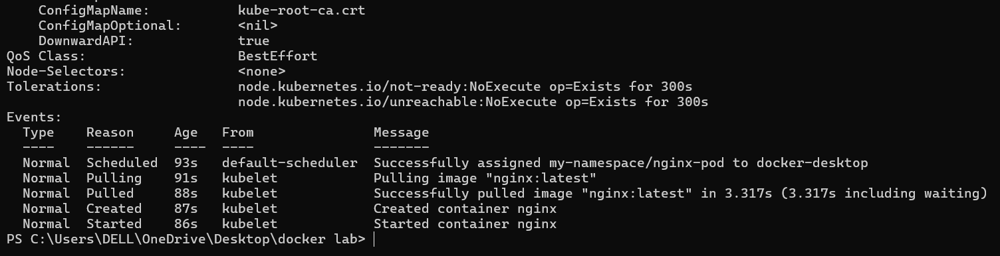 ConfigMapName:           kube-root-ca.crt
    ConfigMapOptional:       <nil>
    DownwardAPI:             true
QoS Class:                   BestEffort
Node-Selectors:              <none>
Tolerations:                 node.kubernetes.io/not-ready:NoExecute op=Exists for 300s
                             node.kubernetes.io/unreachable:NoExecute op=Exists for 300s
Events:
  Type    Reason     Age   From               Message
  ----    ------     ----  ----               -------
  Normal  Scheduled  93s   default-scheduler  Successfully assigned my-namespace/nginx-pod to docker-desktop
  Normal  Pulling    91s   kubelet            Pulling image "nginx:latest"
  Normal  Pulled     88s   kubelet            Successfully pulled image "nginx:latest" in 3.317s (3.317s including waiting)
  Normal  Created    87s   kubelet            Created container nginx
  Normal  Started    86s   kubelet            Started container nginx
PS C:\Users\DELL\OneDrive\Desktop\docker lab>